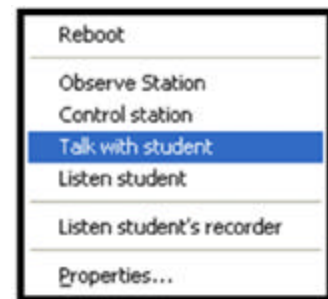 Reboot
Observe Station
Control station
Talk with student
Listen student
Listen student's recorder
Properties...